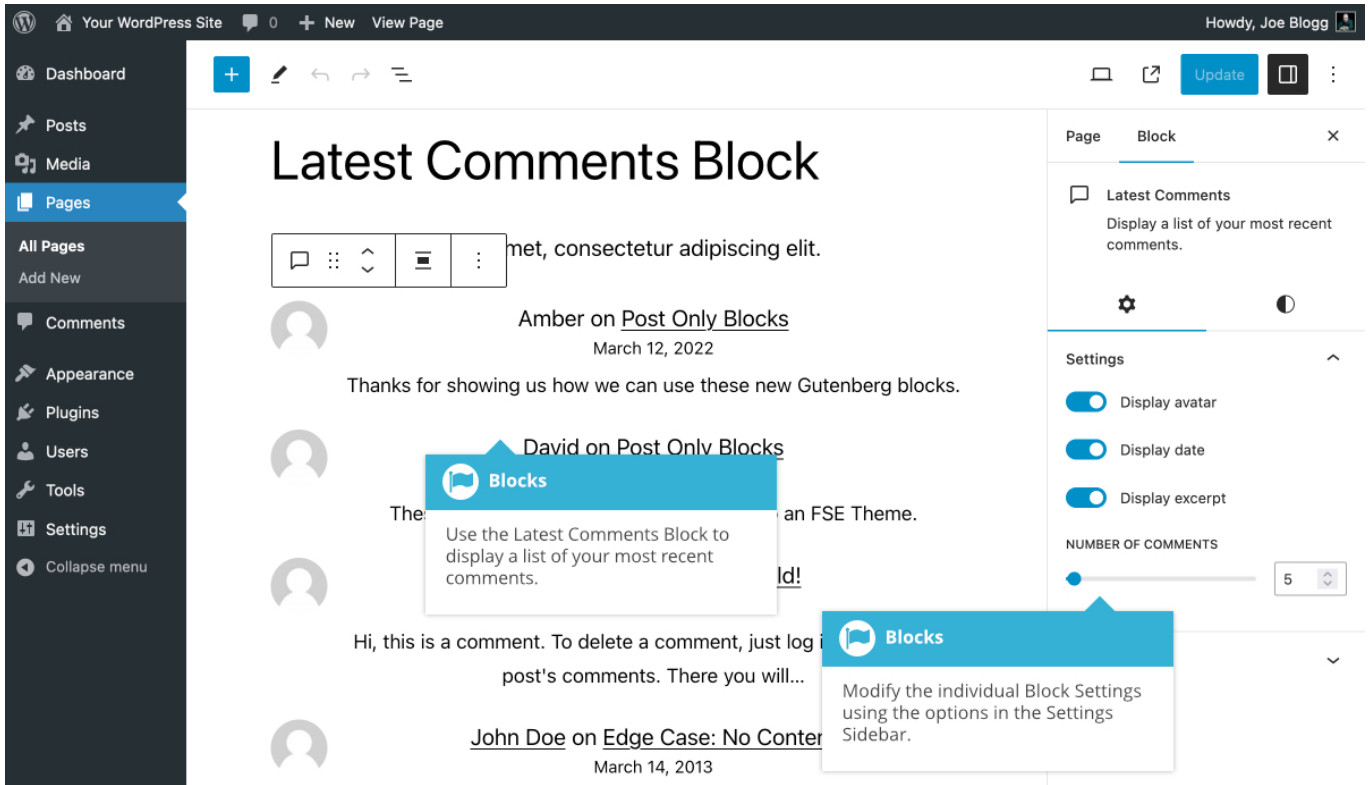 Your WordPress Site 0 New View Page Howdy, Joe Blogg
Dashboard
Posts
Media
Pages
All Pages
Add New
Comments
Appearance
Plugins
Users
Tools
Settings
Collapse menu
Update
Latest Comments Block
met, consectetur adipiscing elit.
Amber on Post Only Blocks
March 12, 2022
Thanks for showing us how we can use these new Gutenberg blocks.
David on Post Only Blocks
an FSE Theme.
Blocks
Use the Latest Comments Block to
display a list of your most recent
comments.
Hi, this is a comment. To delete a comment, just log
post's comments. There you will...
John Doe on Edge Case: No
March 14, 2013
Page Block
Latest Comments
Display a list of your most recent
comments.
Settings
Display avatar
Display date
Display excerpt
NUMBER OF COMMENTS
5
Blocks
Modify the individual Block Settings
using the options in the Settings
Sidebar.